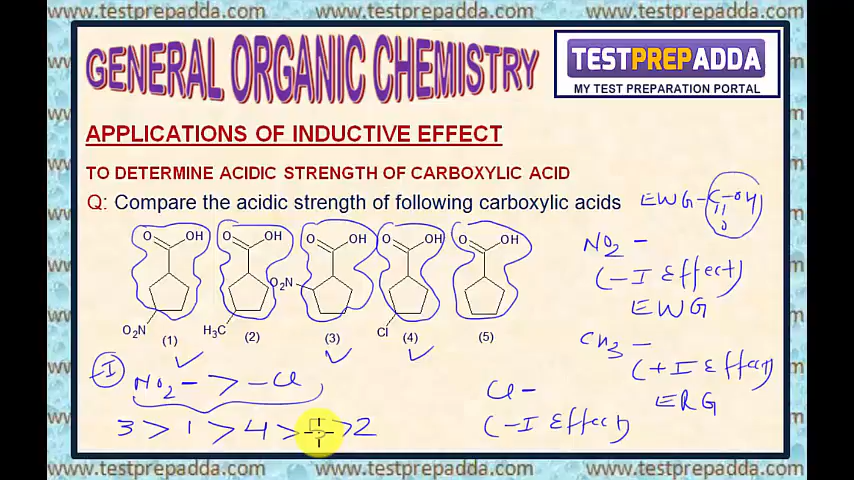 www.testprepadda.com www.testprepadda.com www.testprepadda.com
GENERAL ORGANIC CHEMISTRY
TESTPREPADDA
MY TEST PREPARATION PORTAL
APPLICATIONS OF INDUCTIVE EFFECT
TO DETERMINE ACIDIC STRENGTH OF CARBOXYLIC ACID
Q: Compare the acidic strength of following carboxylic acids
EWG-C-OH
O
O OH O OH O OH O OH O OH
O₂N
O₂N H₃C Cl
(1) (2) (3) (4) (5)
NO₂ -
(-I Effect)
EWG
CH₃ -
(+I Effect)
ERG
Cl -
(-I Effect)
-I
NO₂ - > -Cl
3 > 1 > 4 > 5 > 2
www.testprepadda.com www.testprepadda.com www.testprepadda.com